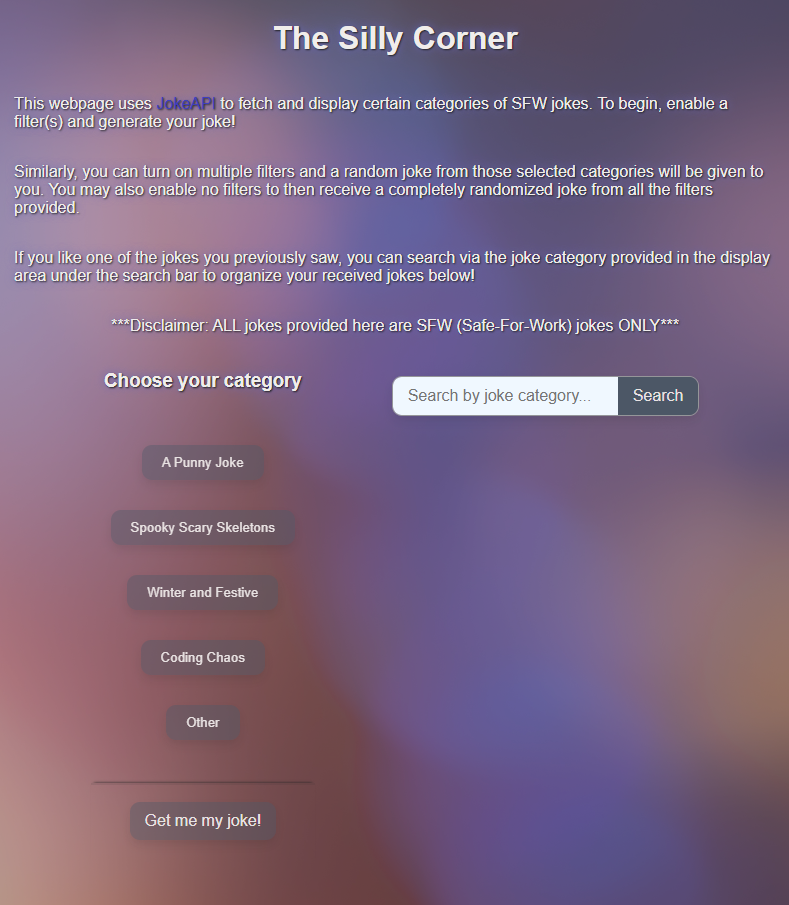 The Silly Corner
This webpage uses JokeAPI to fetch and display certain categories of SFW jokes. To begin, enable a
filter(s) and generate your joke!
Similarly, you can turn on multiple filters and a random joke from those selected categories will be given to
you. You may also enable no filters to then receive a completely randomized joke from all the filters
provided.
If you like one of the jokes you previously saw, you can search via the joke category provided in the display
area under the search bar to organize your received jokes below!
***Disclaimer: ALL jokes provided here are SFW (Safe-For-Work) jokes ONLY***
Choose your category
Search by joke category... Search
A Punny Joke
Spooky Scary Skeletons
Winter and Festive
Coding Chaos
Other
Get me my joke!